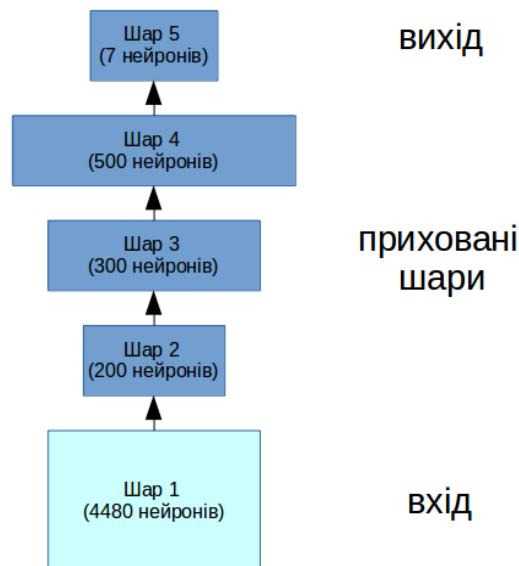 Шар 5
(7 нейронів)
вихід
Шар 4
(500 нейронів)
Шар 3
(300 нейронів)
приховані
шари
Шар 2
(200 нейронів)
Шар 1
(4480 нейронів)
вхід